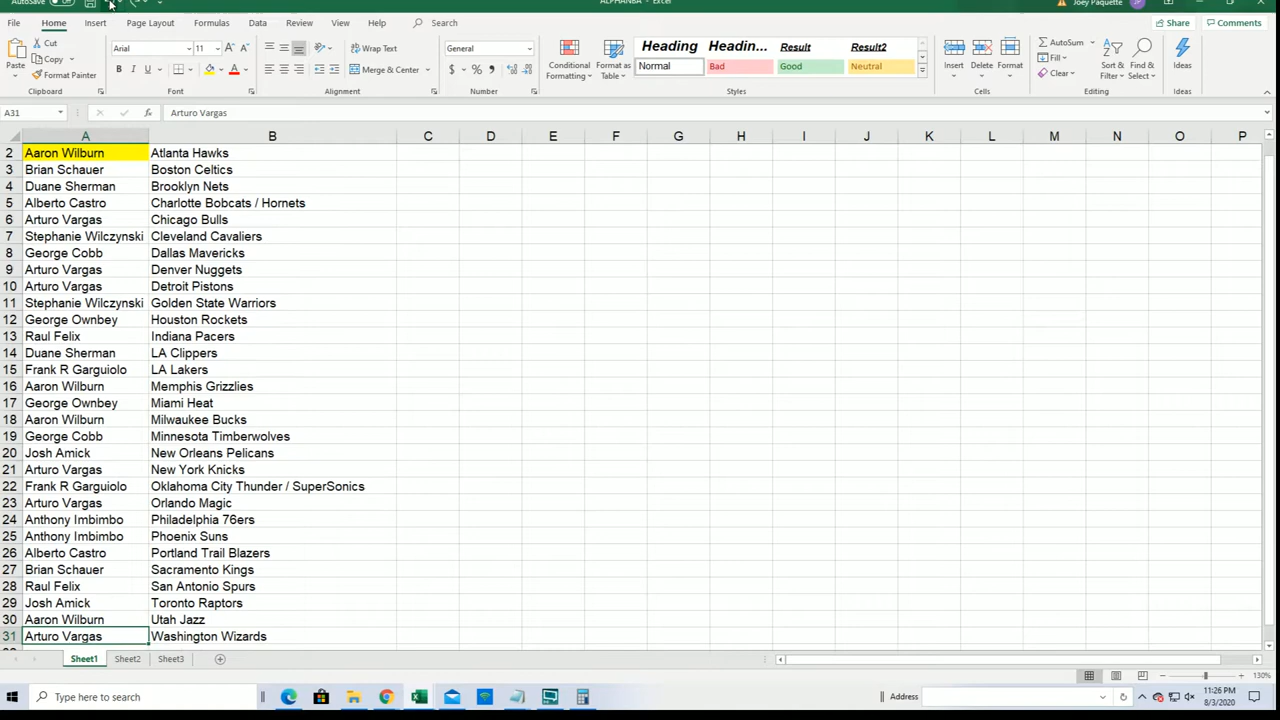 AutoSave Off ALPHANBA - Excel Joey Paquette JP
File Home Insert Page Layout Formulas Data Review View Help Search Share Comments
Paste Cut Copy Format Painter Clipboard
Arial 11 A A B I U A Font
Wrap Text Merge & Center Alignment
General $ % , Number
Conditional Formatting Format as Table
Heading Headin... Result Result2
Normal Bad Good Neutral
Styles
Insert Delete Format Cells
AutoSum Fill Clear Sort & Filter Find & Select Editing
Ideas Ideas
A31 fx Arturo Vargas
A B C D E F G H I J K L M N O P
2 Aaron Wilburn Atlanta Hawks
3 Brian Schauer Boston Celtics
4 Duane Sherman Brooklyn Nets
5 Alberto Castro Charlotte Bobcats / Hornets
6 Arturo Vargas Chicago Bulls
7 Stephanie Wilczynski Cleveland Cavaliers
8 George Cobb Dallas Mavericks
9 Arturo Vargas Denver Nuggets
10 Arturo Vargas Detroit Pistons
11 Stephanie Wilczynski Golden State Warriors
12 George Ownbey Houston Rockets
13 Raul Felix Indiana Pacers
14 Duane Sherman LA Clippers
15 Frank R Garguiolo LA Lakers
16 Aaron Wilburn Memphis Grizzlies
17 George Ownbey Miami Heat
18 Aaron Wilburn Milwaukee Bucks
19 George Cobb Minnesota Timberwolves
20 Josh Amick New Orleans Pelicans
21 Arturo Vargas New York Knicks
22 Frank R Garguiolo Oklahoma City Thunder / SuperSonics
23 Arturo Vargas Orlando Magic
24 Anthony Imbimbo Philadelphia 76ers
25 Anthony Imbimbo Phoenix Suns
26 Alberto Castro Portland Trail Blazers
27 Brian Schauer Sacramento Kings
28 Raul Felix San Antonio Spurs
29 Josh Amick Toronto Raptors
30 Aaron Wilburn Utah Jazz
31 Arturo Vargas Washington Wizards
Sheet1 Sheet2 Sheet3
130%
Type here to search Address 11:26 PM
8/3/2020